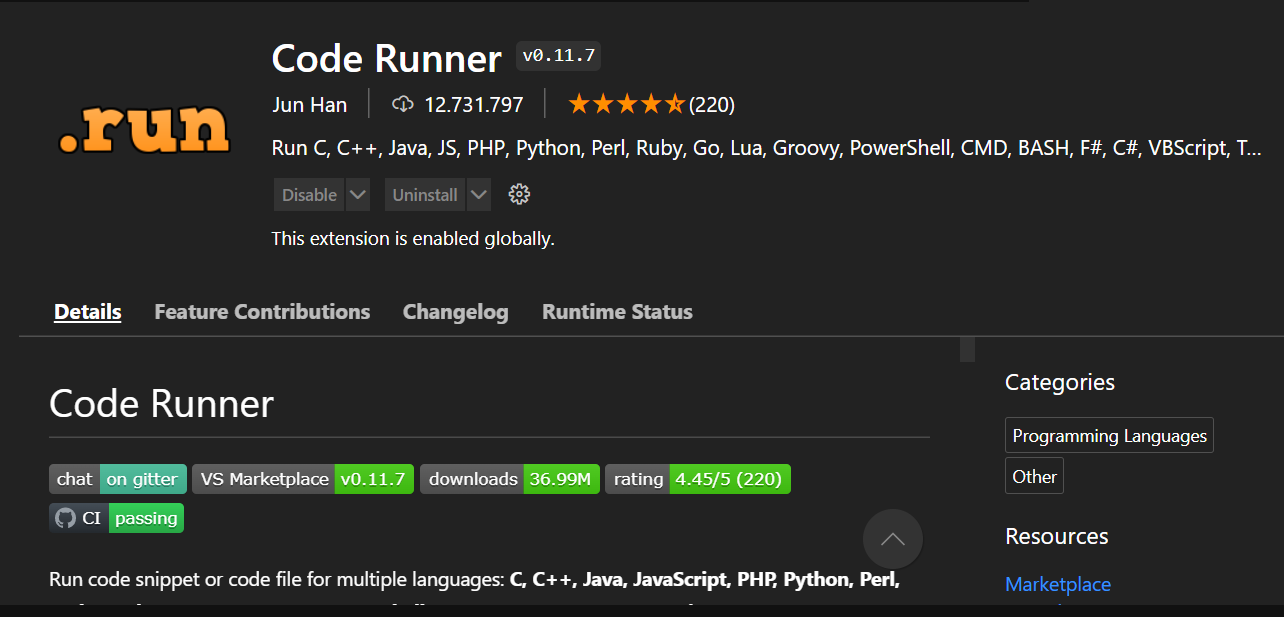 Code Runner v0.11.7
.run
Jun Han 12.731.797 (220)
Run C, C++, Java, JS, PHP, Python, Perl, Ruby, Go, Lua, Groovy, PowerShell, CMD, BASH, F#, C#, VBScript, T...
Disable Uninstall
This extension is enabled globally.
Details Feature Contributions Changelog Runtime Status
Code Runner
chat on gitter VS Marketplace v0.11.7 downloads 36.99M rating 4.45/5 (220)
CI passing
Run code snippet or code file for multiple languages: C, C++, Java, JavaScript, PHP, Python, Perl,
Categories
Programming Languages
Other
Resources
Marketplace